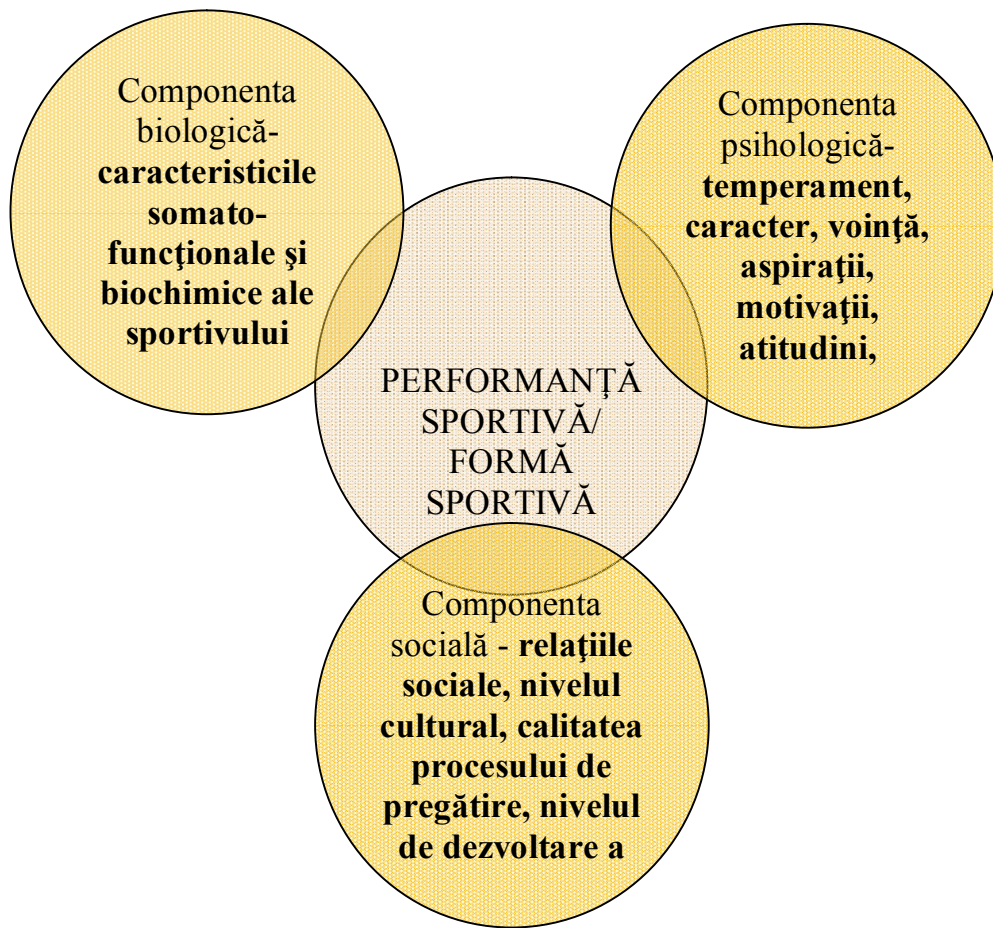 Componenta
biologică-
caracteristicile
somato-
funcţionale şi
biochimice ale
sportivului
Componenta
psihologică-
temperament,
caracter, voinţă,
aspiraţii,
motivaţii,
atitudini,
PERFORMANŢĂ
SPORTIVĂ/
FORMĂ
SPORTIVĂ
Componenta
socială - relaţiile
sociale, nivelul
cultural, calitatea
procesului de
pregătire, nivelul
de dezvoltare a